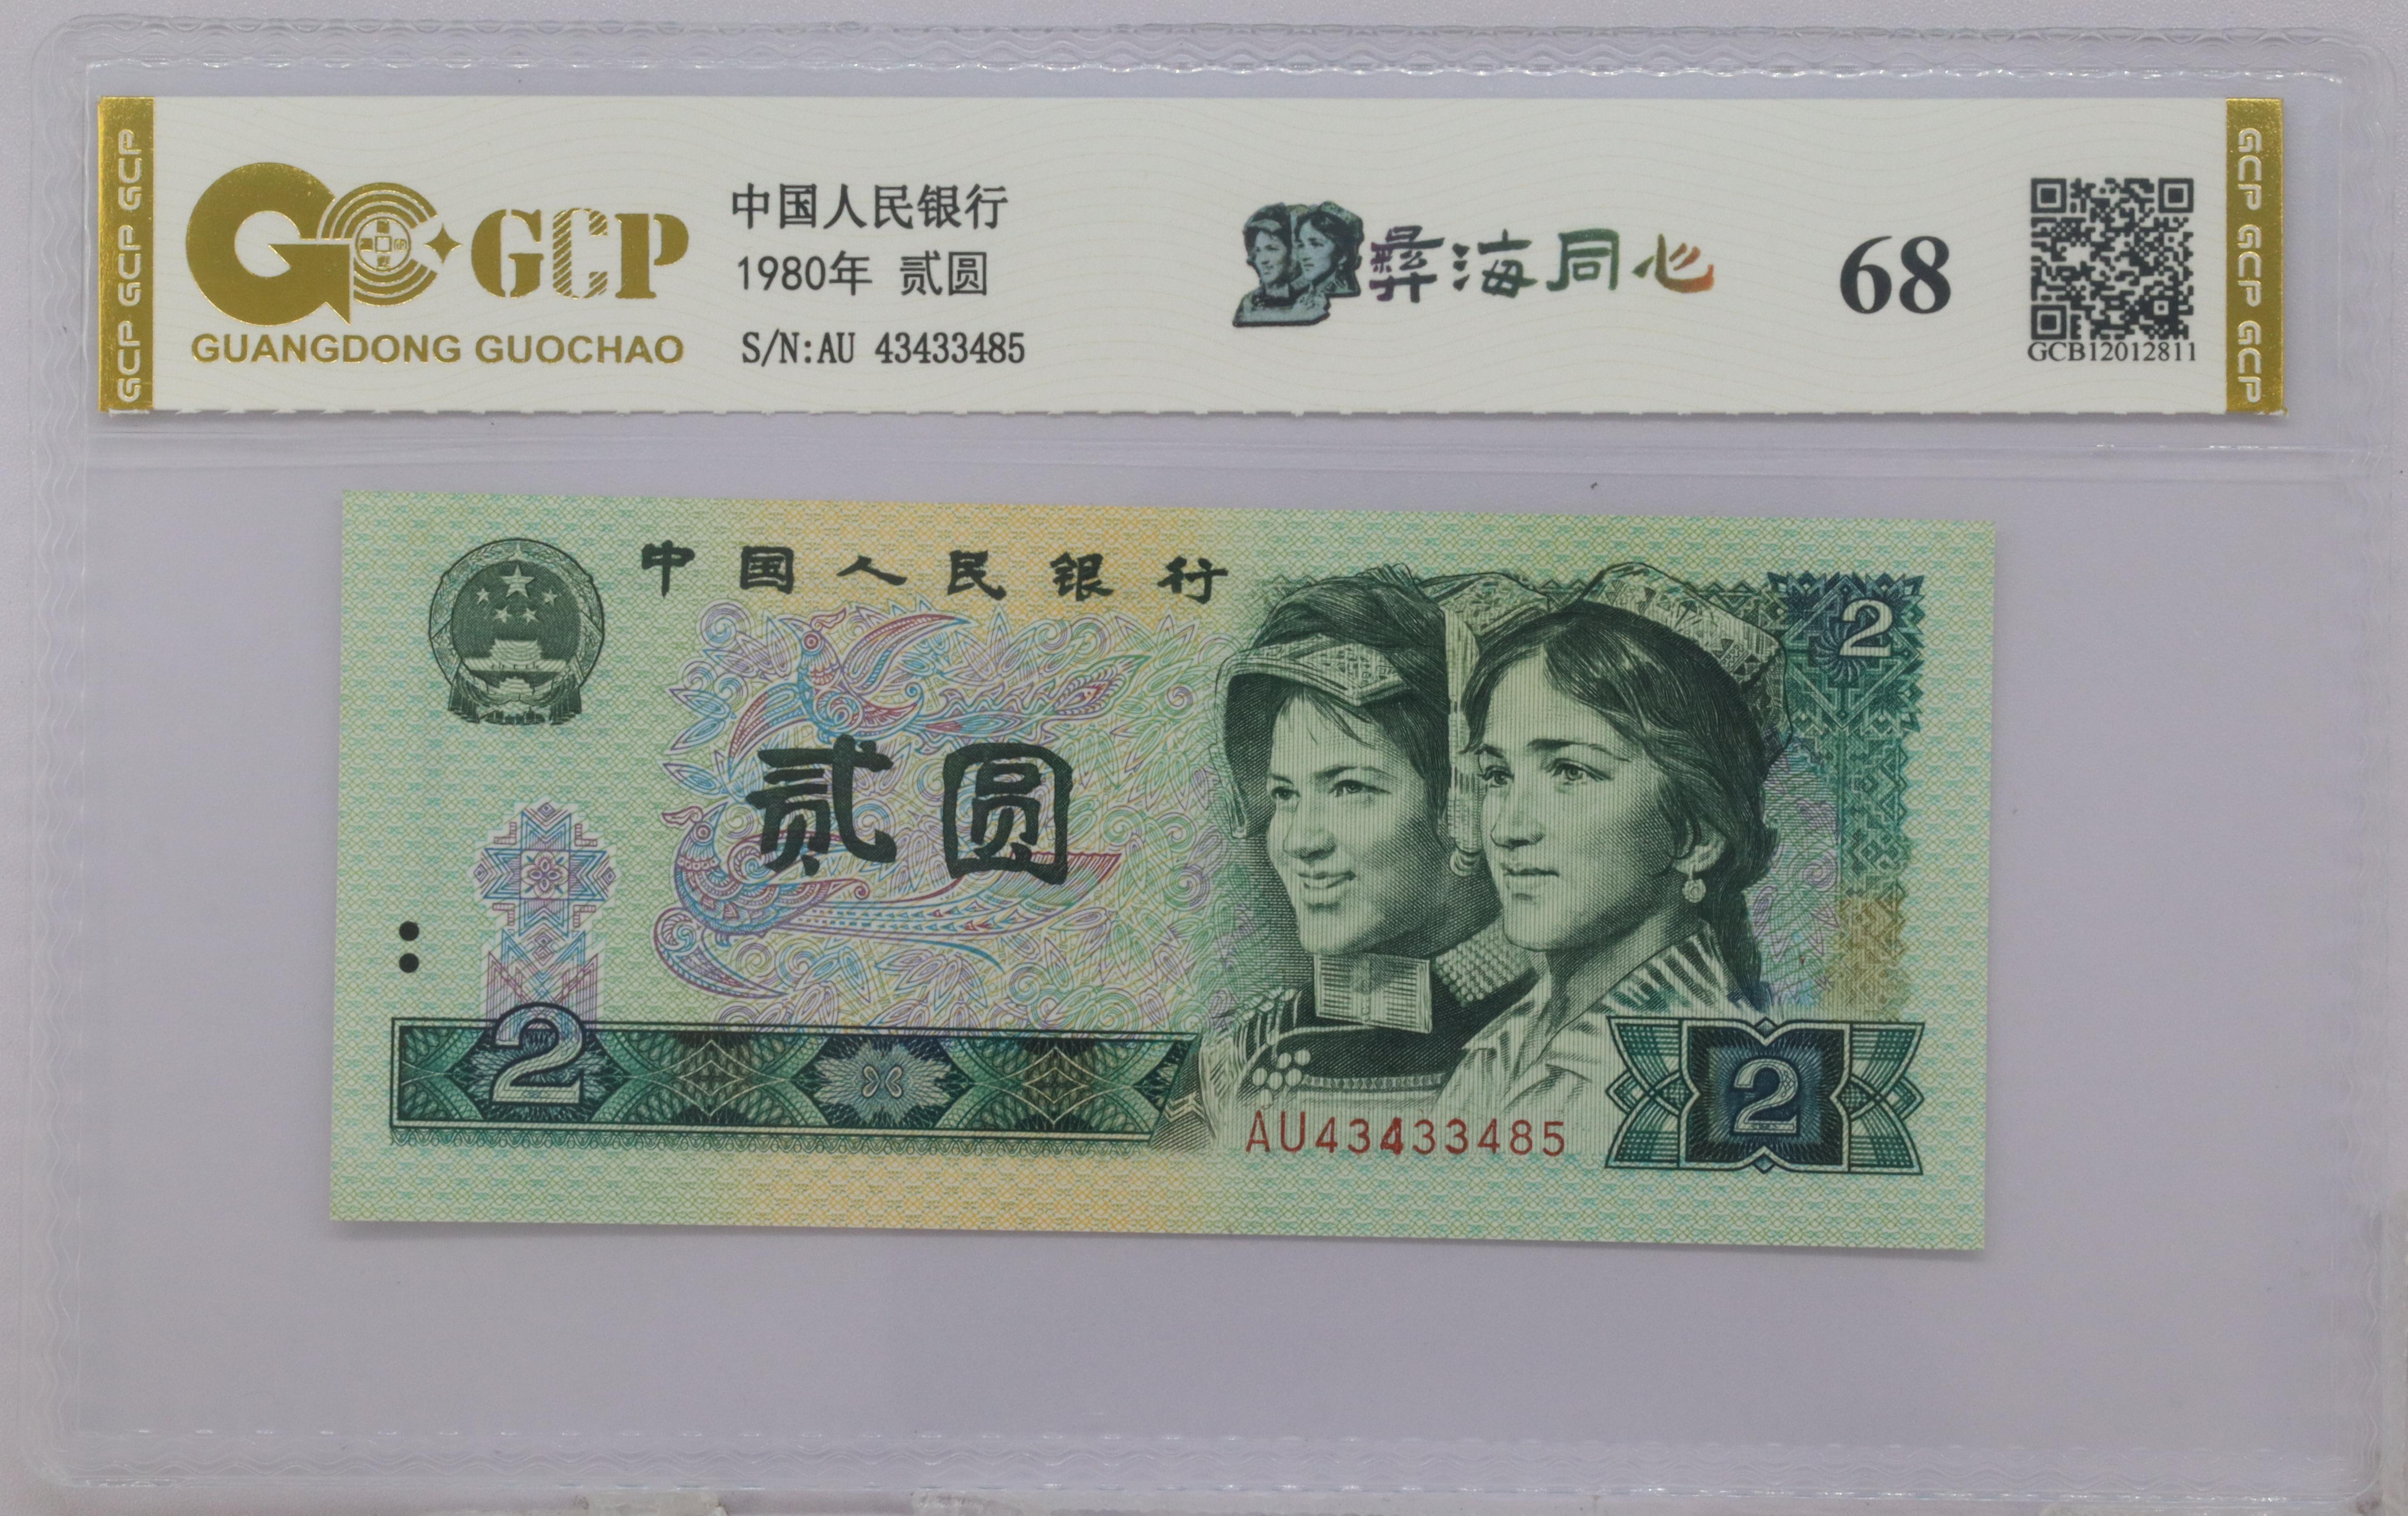 GCP GCP GCP
GCP
GUANGDONG GUOCHAO
中国人民银行
1980年 贰圆
S/N:AU 43433485
彝海同心
68
GCB12012811
GCP GCP GCP
中国人民银行
2
贰圆
2
2
AU43433485